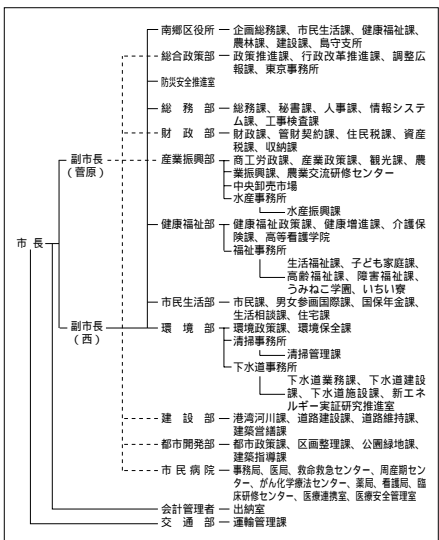 南郷区役所 企画総務課、市民生活課、健康福祉課、
農林課、建設課、島守支所
総合政策部 政策推進課、行政改革推進課、調整広
報課、東京事務所
防災安全推進室
総務部 総務課、秘書課、人事課、情報システ
ム課、工事検査課
財政部 財政課、管財契約課、住民税課、資産
税課、収納課
副市長
(菅原)
産業振興部 商工労政課、産業政策課、観光課、農
業振興課、農業交流研修センター
中央卸売市場
水産事務所
水産振興課
健康福祉部 健康福祉政策課、健康増進課、介護保
険課、高等看護学院
福祉事務所
生活福祉課、子ども家庭課、
高齢福祉課、障害福祉課、
うみねこ学園、いちい寮
市長
市民生活部 市民課、男女参画国際課、国保年金課、
生活相談課、住宅課
副市長
(西)
環境部 環境政策課、環境保全課
清掃事務所
清掃管理課
下水道事務所
下水道業務課、下水道建設
課、下水道施設課、新エネ
ルギー実証研究推進室
建設部 港湾河川課、道路建設課、道路維持課、
建築営繕課
都市開発部 都市政策課、区画整理課、公園緑地課、
建築指導課
市民病院 事務局、医局、救命救急センター、周産期セン
ター、がん化学療法センター、薬局、看護局、臨
床研修センター、医療連携室、医療安全管理室
会計管理者 出納室
交通部 運輸管理課